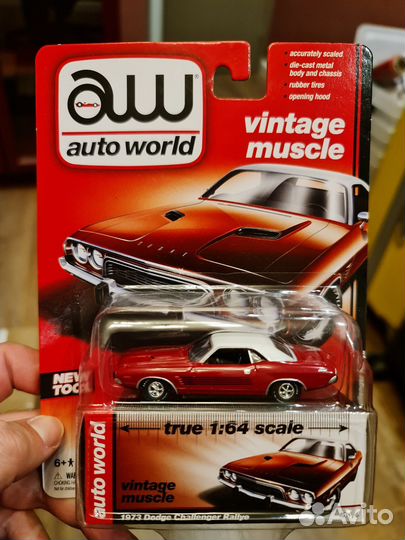 aw
auto world
• accurately scaled
• die-cast metal
body and chassis
• rubber tires
• opening hood
vintage
muscle
NEW
TOO
6+
true 1:64 scale
auto world
vintage
muscle
1973 Dodge Challenger Rallye
Avito